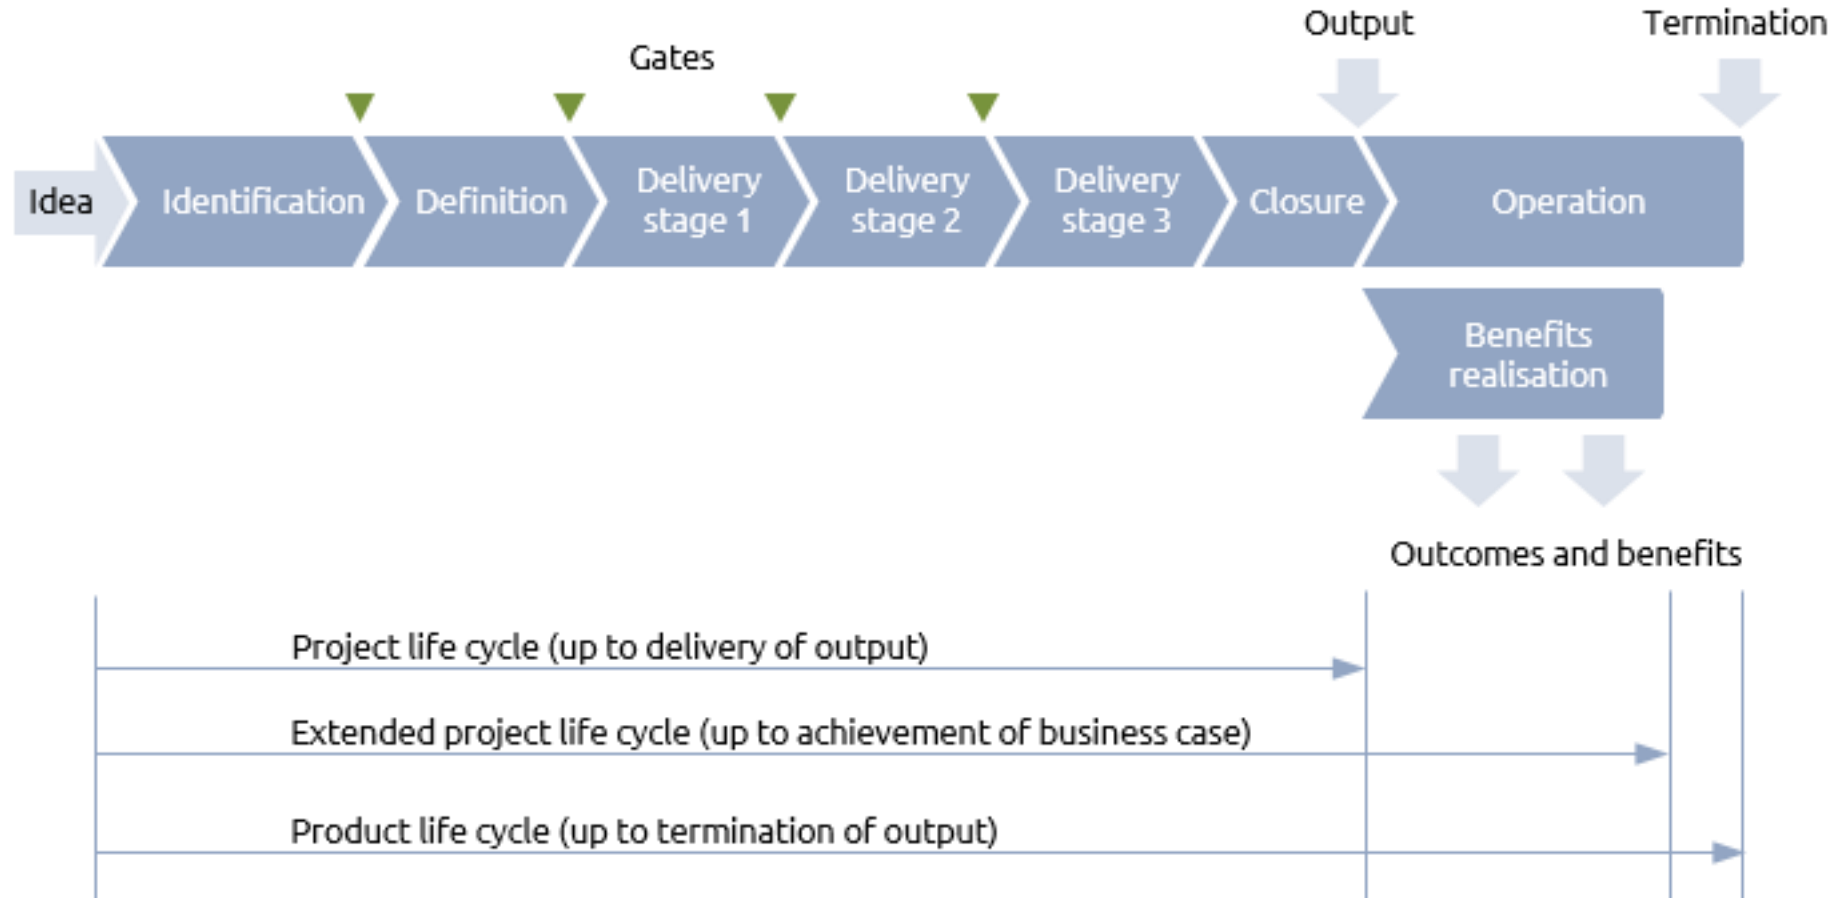 Output
Termination
Gates
Idea
Identification
Definition
Delivery
stage 1
Delivery
stage 2
Delivery
stage 3
Closure
Operation
Benefits
realisation
Outcomes and benefits
Project life cycle (up to delivery of output)
Extended project life cycle (up to achievement of business case)
Product life cycle (up to termination of output)